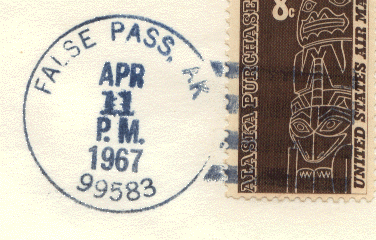 FALSE PASS, AK
APR
11
P.M.
1967
99583
8c
ALASKA PURCHASE
UNITED STATES AIR MA